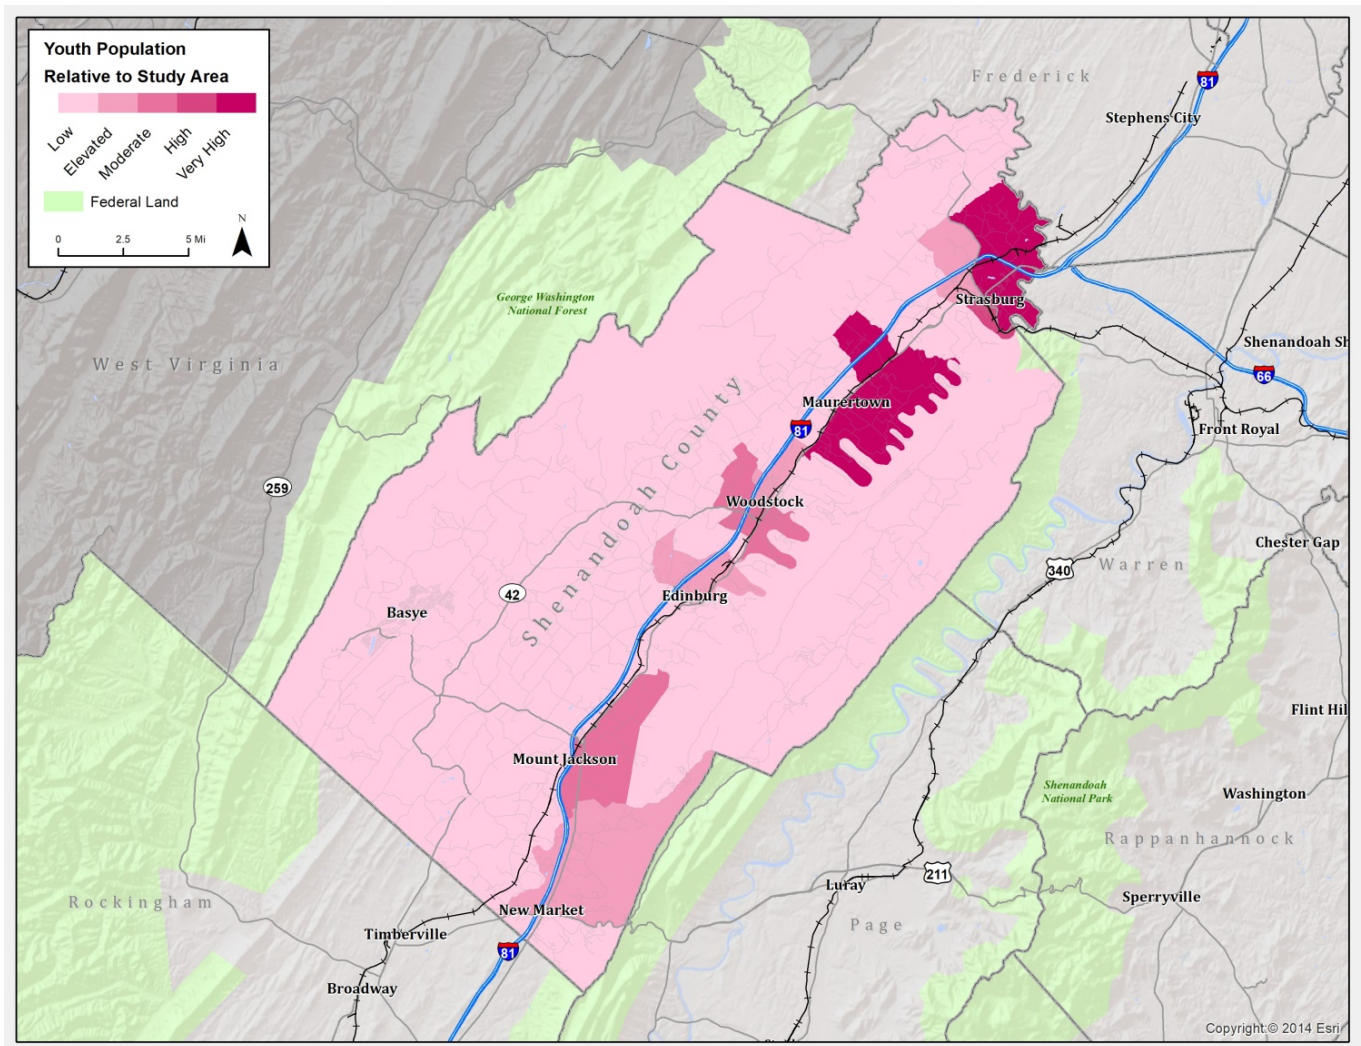 Youth Population
Relative to Study Area
Low
Elevated
Moderate
High
Very High
Federal Land
N
0
2.5
5 Mi
Frederick
81
Stephens City
George Washington
National Forest
Strasburg
West Virginia
Shenandoah Sh
66
Maurertown
81
Front Royal
Shenandoah County
259
Woodstock
Chester Gap
340
Warren
42
Edinburg
Basye
Flint Hil
Mount Jackson
Shenandoah
National Park
Washington
Rappanhannock
211
Luray
Sperryville
Rockingham
New Market
Page
Timberville
81
Broadway
Copyright:© 2014 Esri